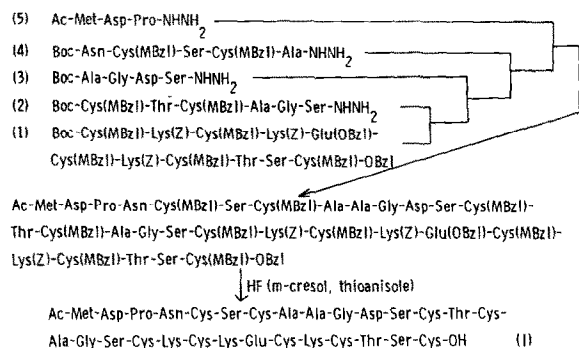 (5) Ac-Met-Asp-Pro-NHNH2
(4) Boc-Asn-Cys(MBzl)-Ser-Cys(MBzl)-Ala-NHNH2
(3) Boc-Ala-Gly-Asp-Ser-NHNH2
(2) Boc-Cys(MBzl)-Thr-Cys(MBzl)-Ala-Gly-Ser-NHNH2
(1) Boc-Cys(MBzl)-Lys(Z)-Cys(MBzl)-Lys(Z)-Glu(OBzl)-
Cys(MBzl)-Lys(Z)-Cys(MBzl)-Thr-Ser-Cys(MBzl)-OBzl
Ac-Met-Asp-Pro-Asn-Cys(MBzl)-Ser-Cys(MBzl)-Ala-Ala-Gly-Asp-Ser-Cys(MBzl)-
Thr-Cys(MBzl)-Ala-Gly-Ser-Cys(MBzl)-Lys(Z)-Cys(MBzl)-Lys(Z)-Glu(OBzl)-Cys(MBzl)-
Lys(Z)-Cys(MBzl)-Thr-Ser-Cys(MBzl)-OBzl
HF (m-cresol, thioanisole)
Ac-Met-Asp-Pro-Asn-Cys-Ser-Cys-Ala-Ala-Gly-Asp-Ser-Cys-Thr-Cys-
Ala-Gly-Ser-Cys-Lys-Cys-Lys-Glu-Cys-Lys-Cys-Thr-Ser-Cys-OH (I)